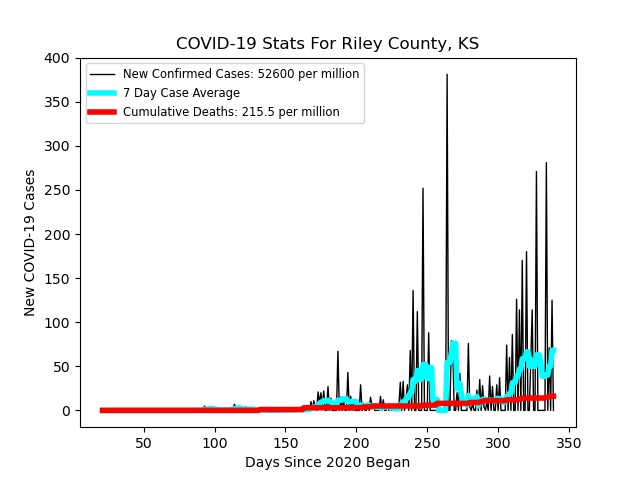 COVID-19 Stats For Riley County, KS
New Confirmed Cases: 52600 per million
7 Day Case Average
Cumulative Deaths: 215.5 per million
New COVID-19 Cases
400
350
300
250
200
150
100
50
0
50 100 150 200 250 300 350
Days Since 2020 Began